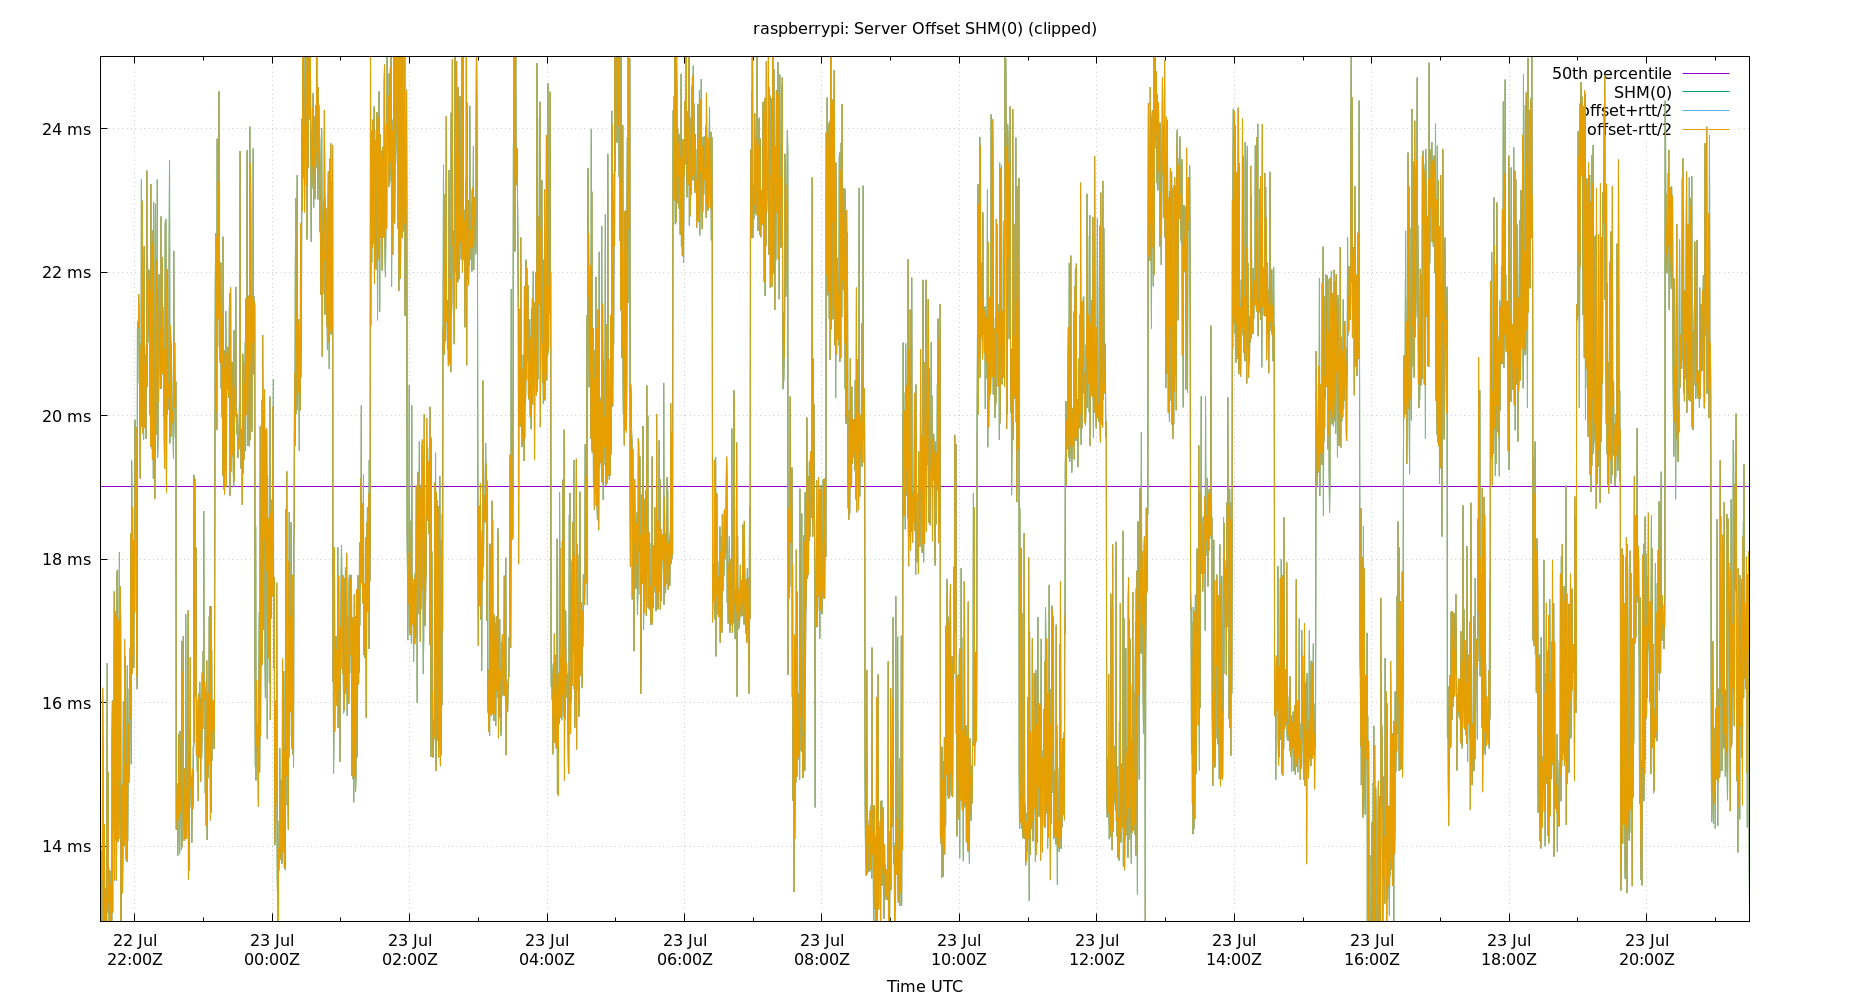 raspberrypi: Server Offset SHM(0) (clipped)
50th percentile
SHM(0)
offset+rtt/2
offset-rtt/2
24 ms
22 ms
20 ms
18 ms
16 ms
14 ms
22 Jul 23 Jul 23 Jul 23 Jul 23 Jul 23 Jul 23 Jul 23 Jul 23 Jul 23 Jul 23 Jul 23 Jul
22:00Z 00:00Z 02:00Z 04:00Z 06:00Z 08:00Z 10:00Z 12:00Z 14:00Z 16:00Z 18:00Z 20:00Z
Time UTC